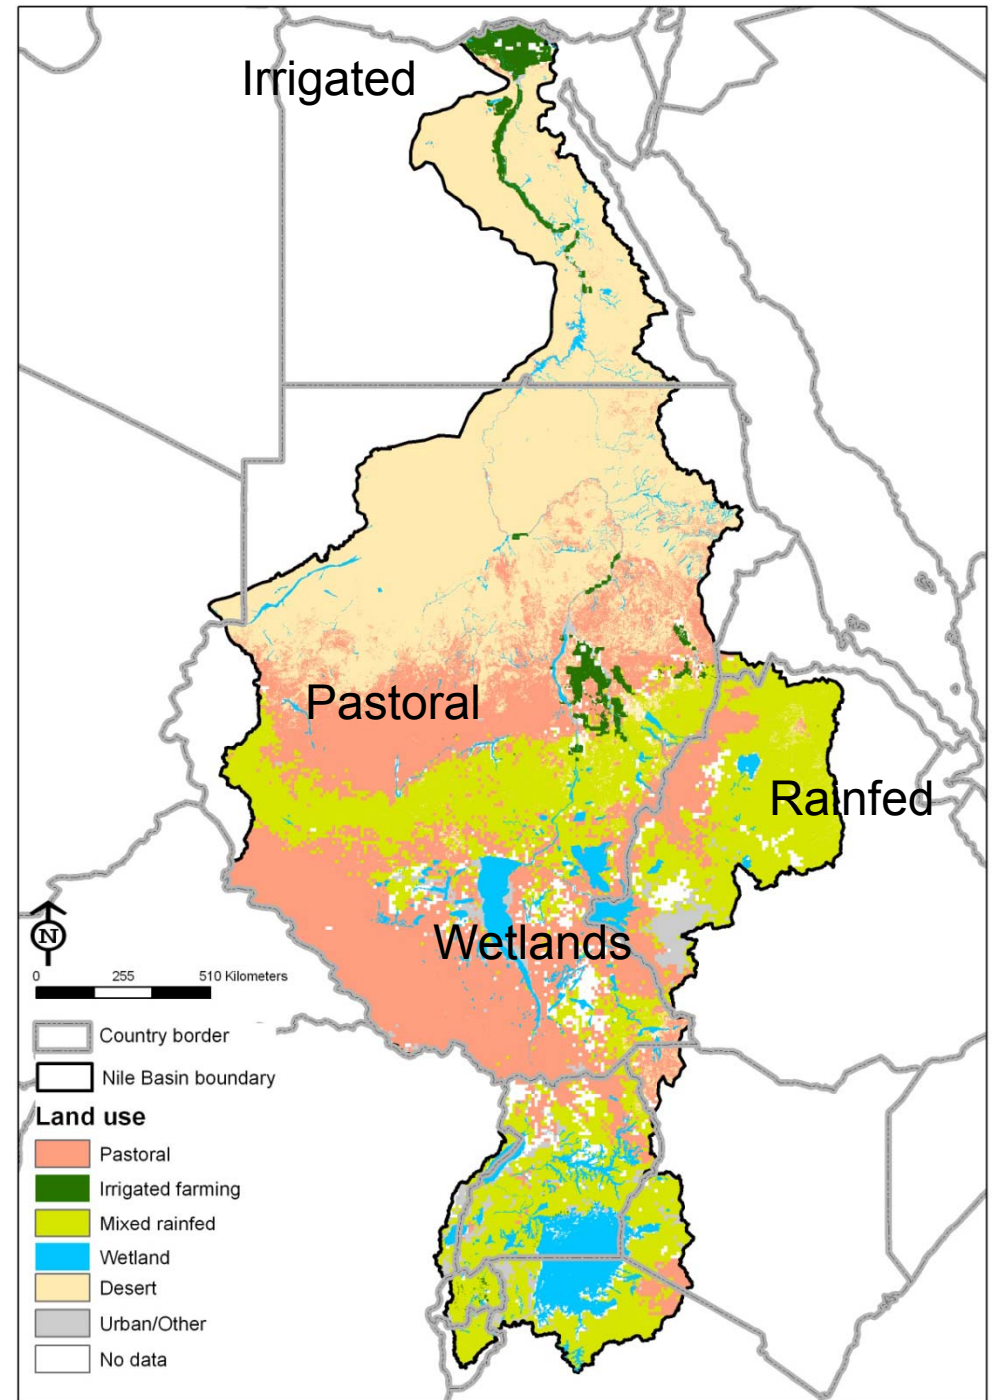 Irrigated
Pastoral
Rainfed
Wetlands
N
0 255 510 Kilometers
Country border
Nile Basin boundary
Land use
Pastoral
Irrigated farming
Mixed rainfed
Wetland
Desert
Urban/Other
No data